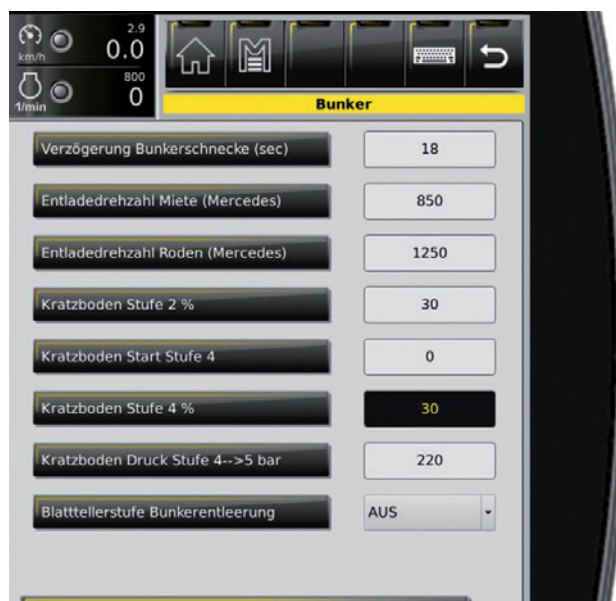 2.9
km/h 0.0
800
1/min 0
Bunker
Verzögerung Bunkerschnecke (sec) 18
Entladedrehzahl Miete (Mercedes) 850
Entladedrehzahl Roden (Mercedes) 1250
Kratzboden Stufe 2 % 30
Kratzboden Start Stufe 4 0
Kratzboden Stufe 4 % 30
Kratzboden Druck Stufe 4-->5 bar 220
Blatttellerstufe Bunkerentleerung AUS